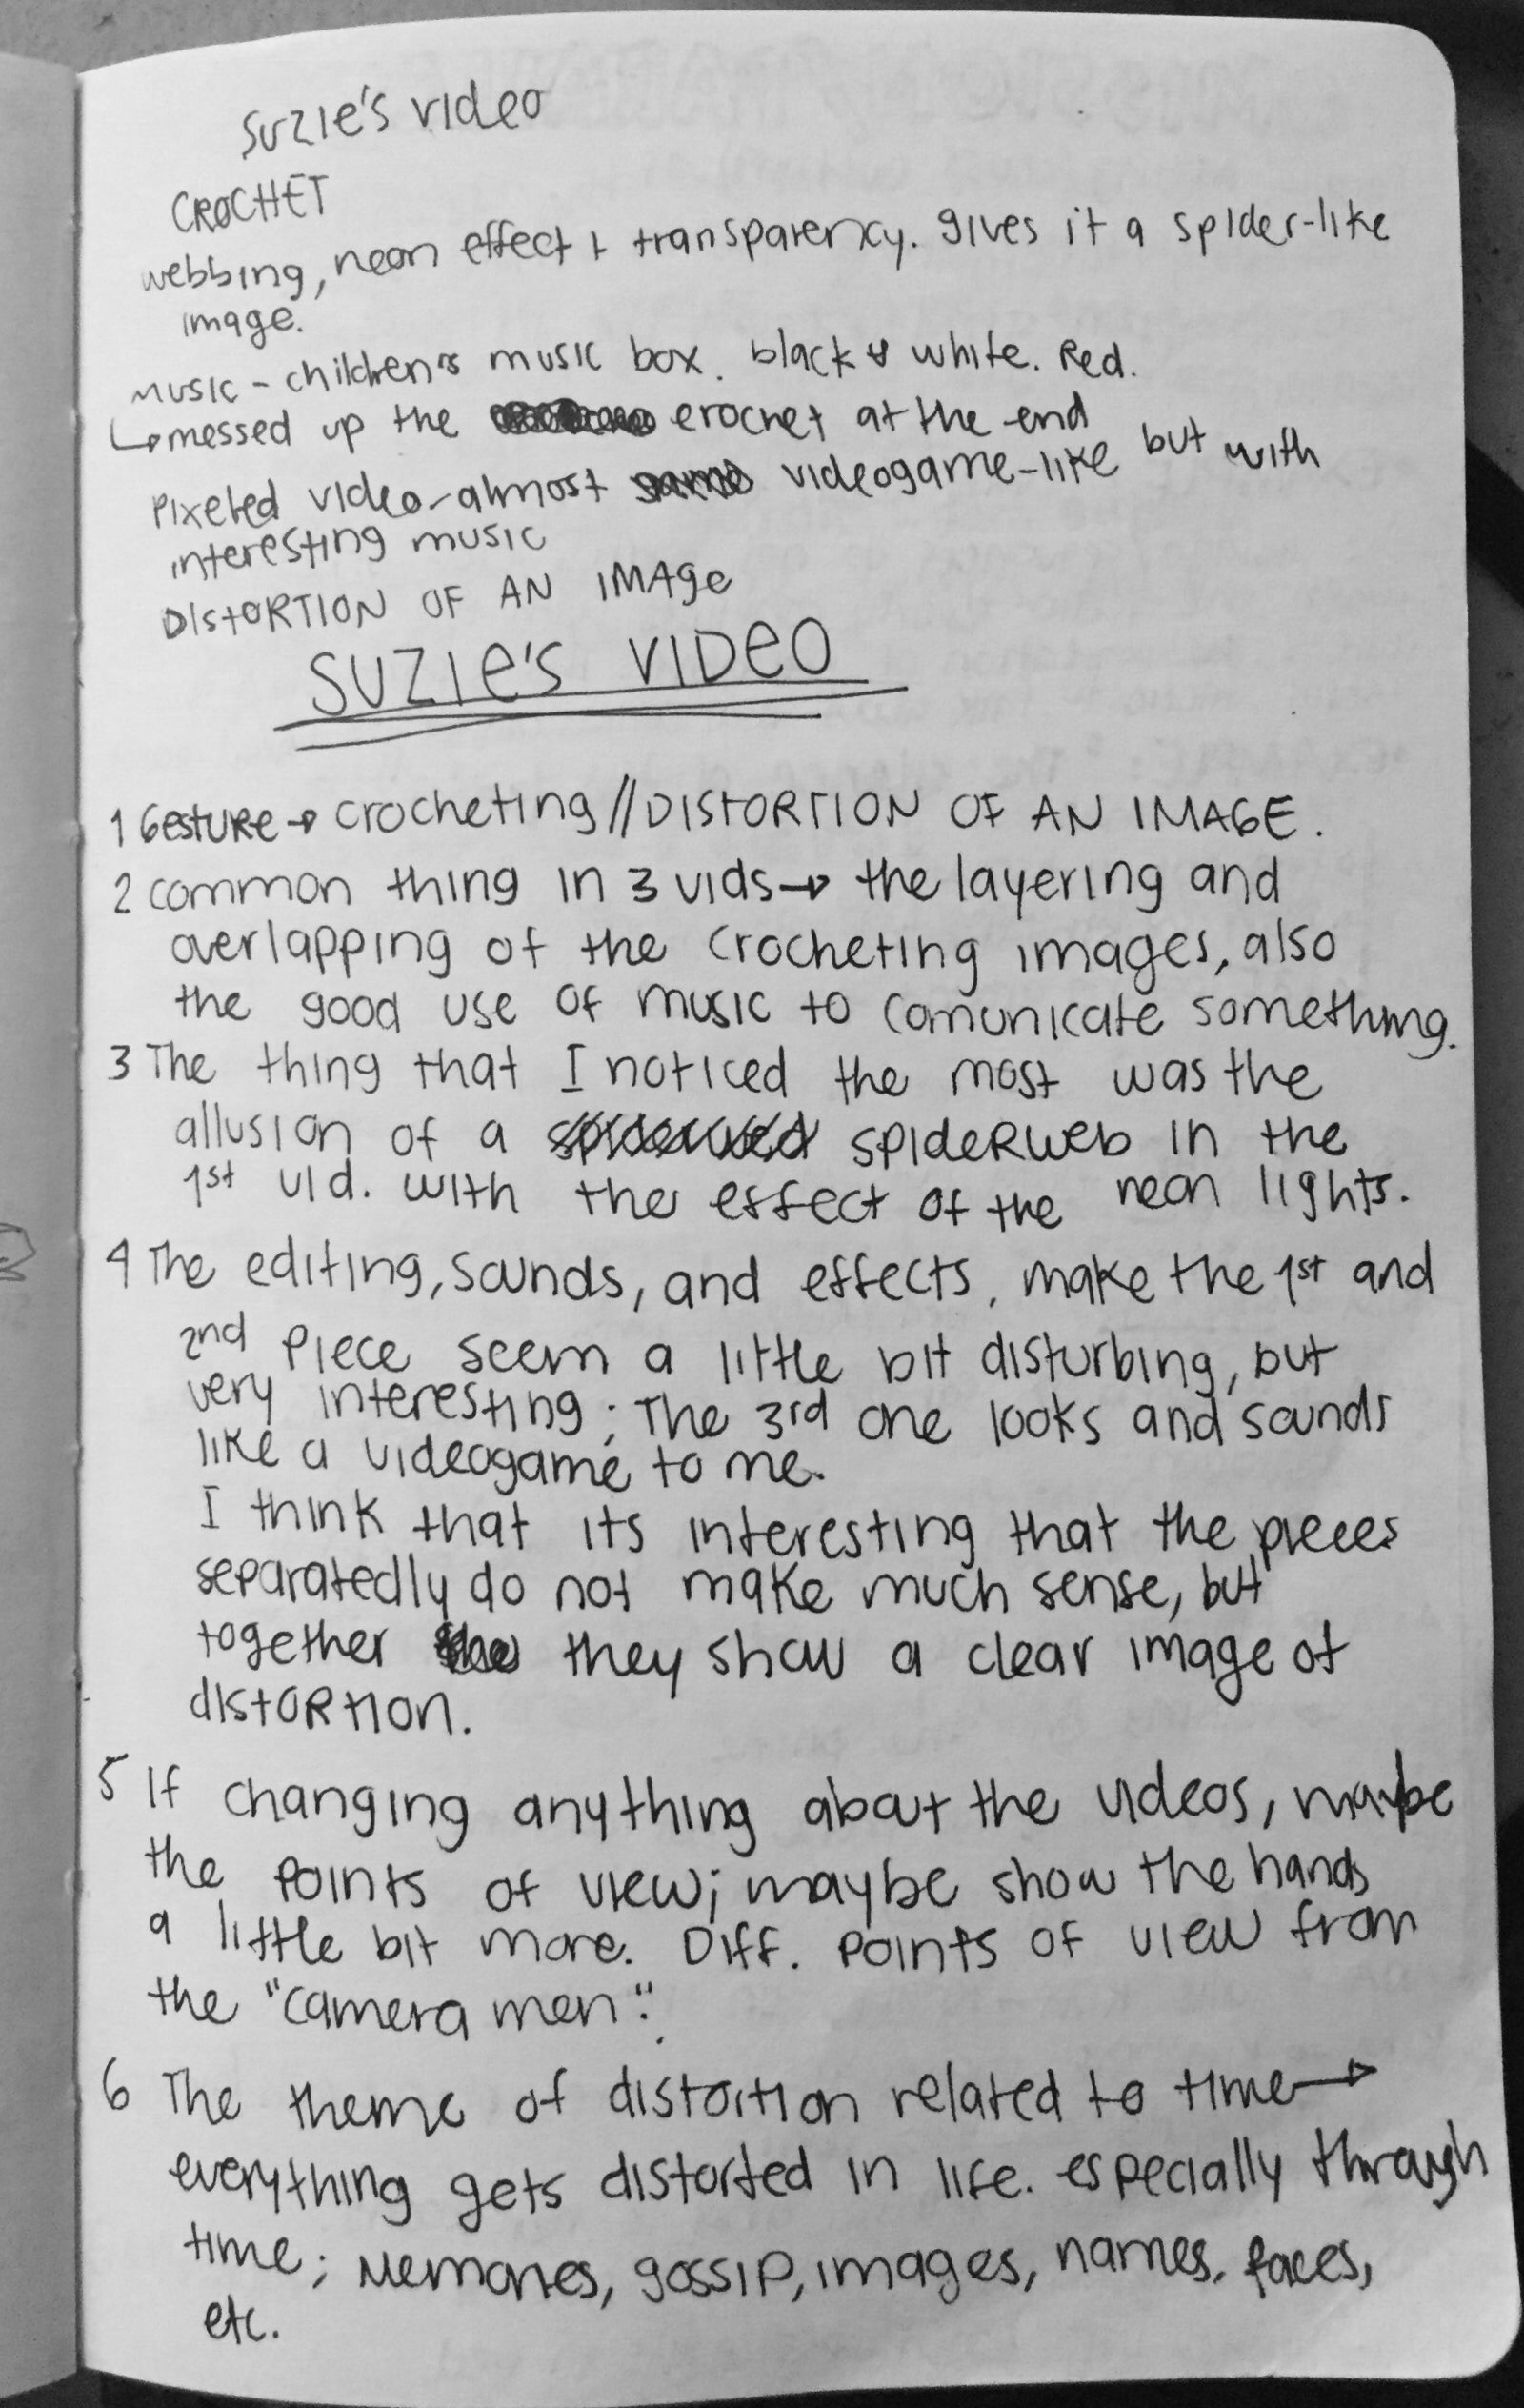 Suzie's video
CROCHET
webbing, neon effect + transparency. gives it a spider-like
image.
music - children's music box. black & white. Red.
↳ messed up the crochet at the end
Pixeled video - almost videogame-like but with
interesting music
DISTORTION OF AN IMAGE
SUZIE'S VIDEO
1 Gesture → crocheting // DISTORTION OF AN IMAGE.
2 common thing in 3 vids → the layering and
overlapping of the crocheting images, also
the good use of music to comunicate something.
3 The thing that I noticed the most was the
allusion of a spiderweb in the
1st vid. with the effect of the neon lights.
4 The editing, sounds, and effects, make the 1st and
2nd piece seem a little bit disturbing, but
very interesting; The 3rd one looks and sounds
like a videogame to me.
I think that its interesting that the pieces
separatedly do not make much sense, but
together they show a clear image of
distortion.
5 If changing anything about the videos, maybe
the points of view; maybe show the hands
a little bit more. Diff. points of view from
the "camera men".
6 The theme of distortion related to time →
everything gets distorted in life. especially through
time; Memories, gossip, images, names, faces,
etc.